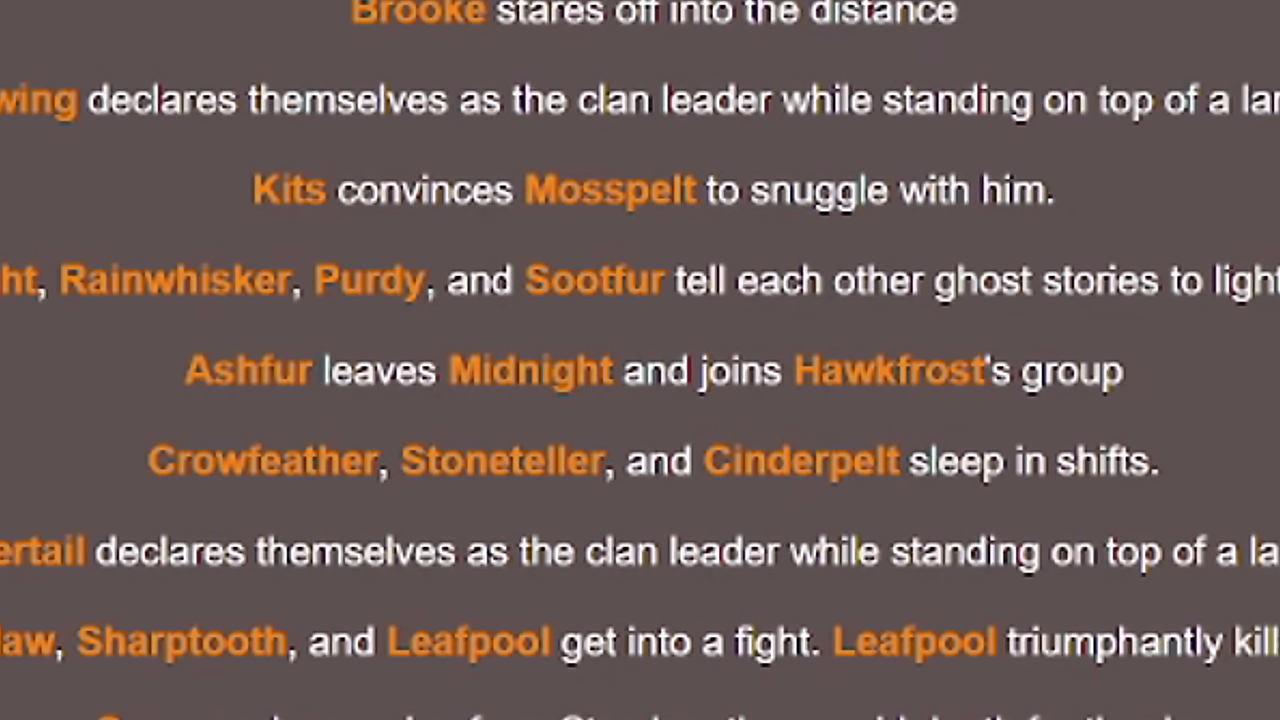 Brooke stares off into the distance
wing declares themselves as the clan leader while standing on top of a lar
Kits convinces Mosspelt to snuggle with him.
ht, Rainwhisker, Purdy, and Sootfur tell each other ghost stories to light
Ashfur leaves Midnight and joins Hawkfrost's group
Crowfeather, Stoneteller, and Cinderpelt sleep in shifts.
ertail declares themselves as the clan leader while standing on top of a la
law, Sharptooth, and Leafpool get into a fight. Leafpool triumphantly kill